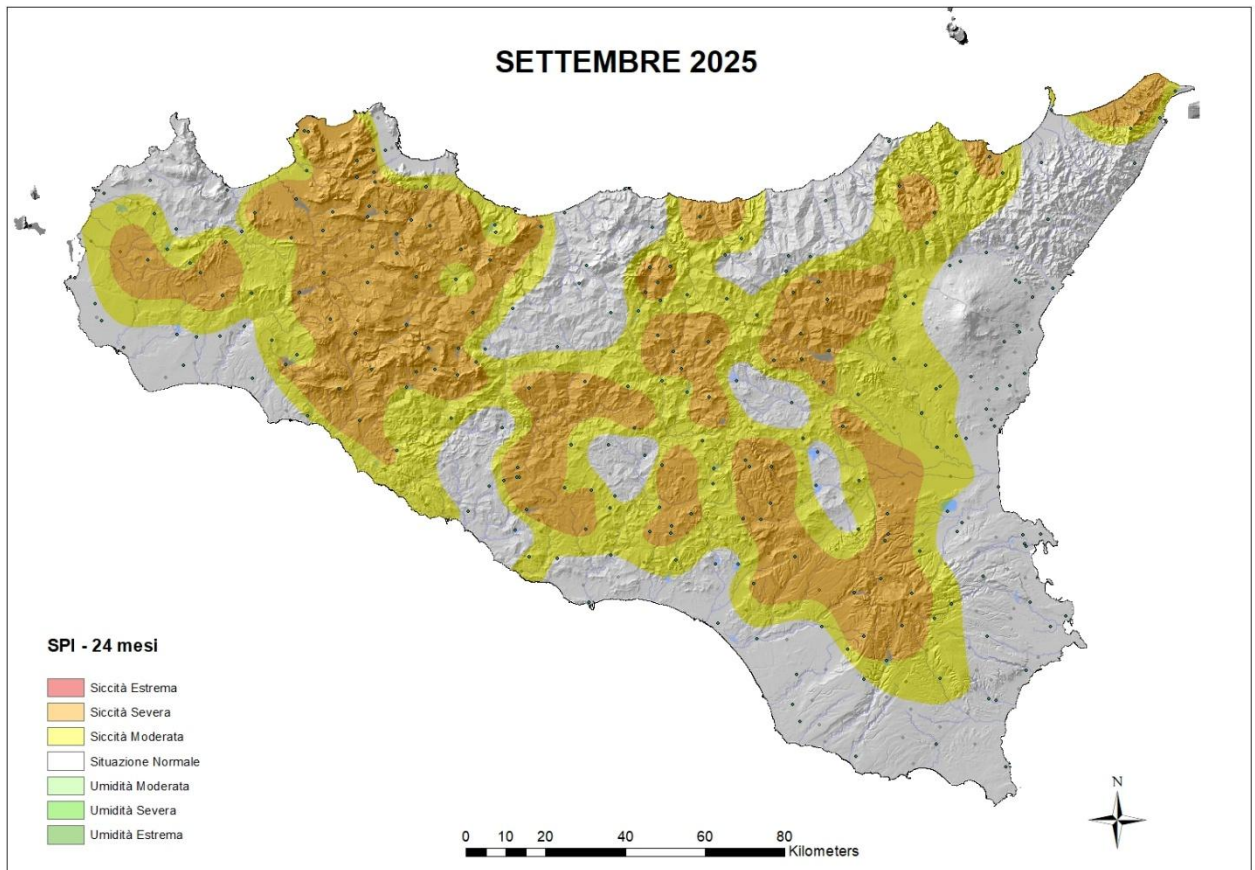 SETTEMBRE 2025
SPI - 24 mesi
Siccità Estrema
Siccità Severa
Siccità Moderata
Situazione Normale
Umidità Moderata
Umidità Severa
Umidità Estrema
N
0 10 20 40 60 80
Kilometers